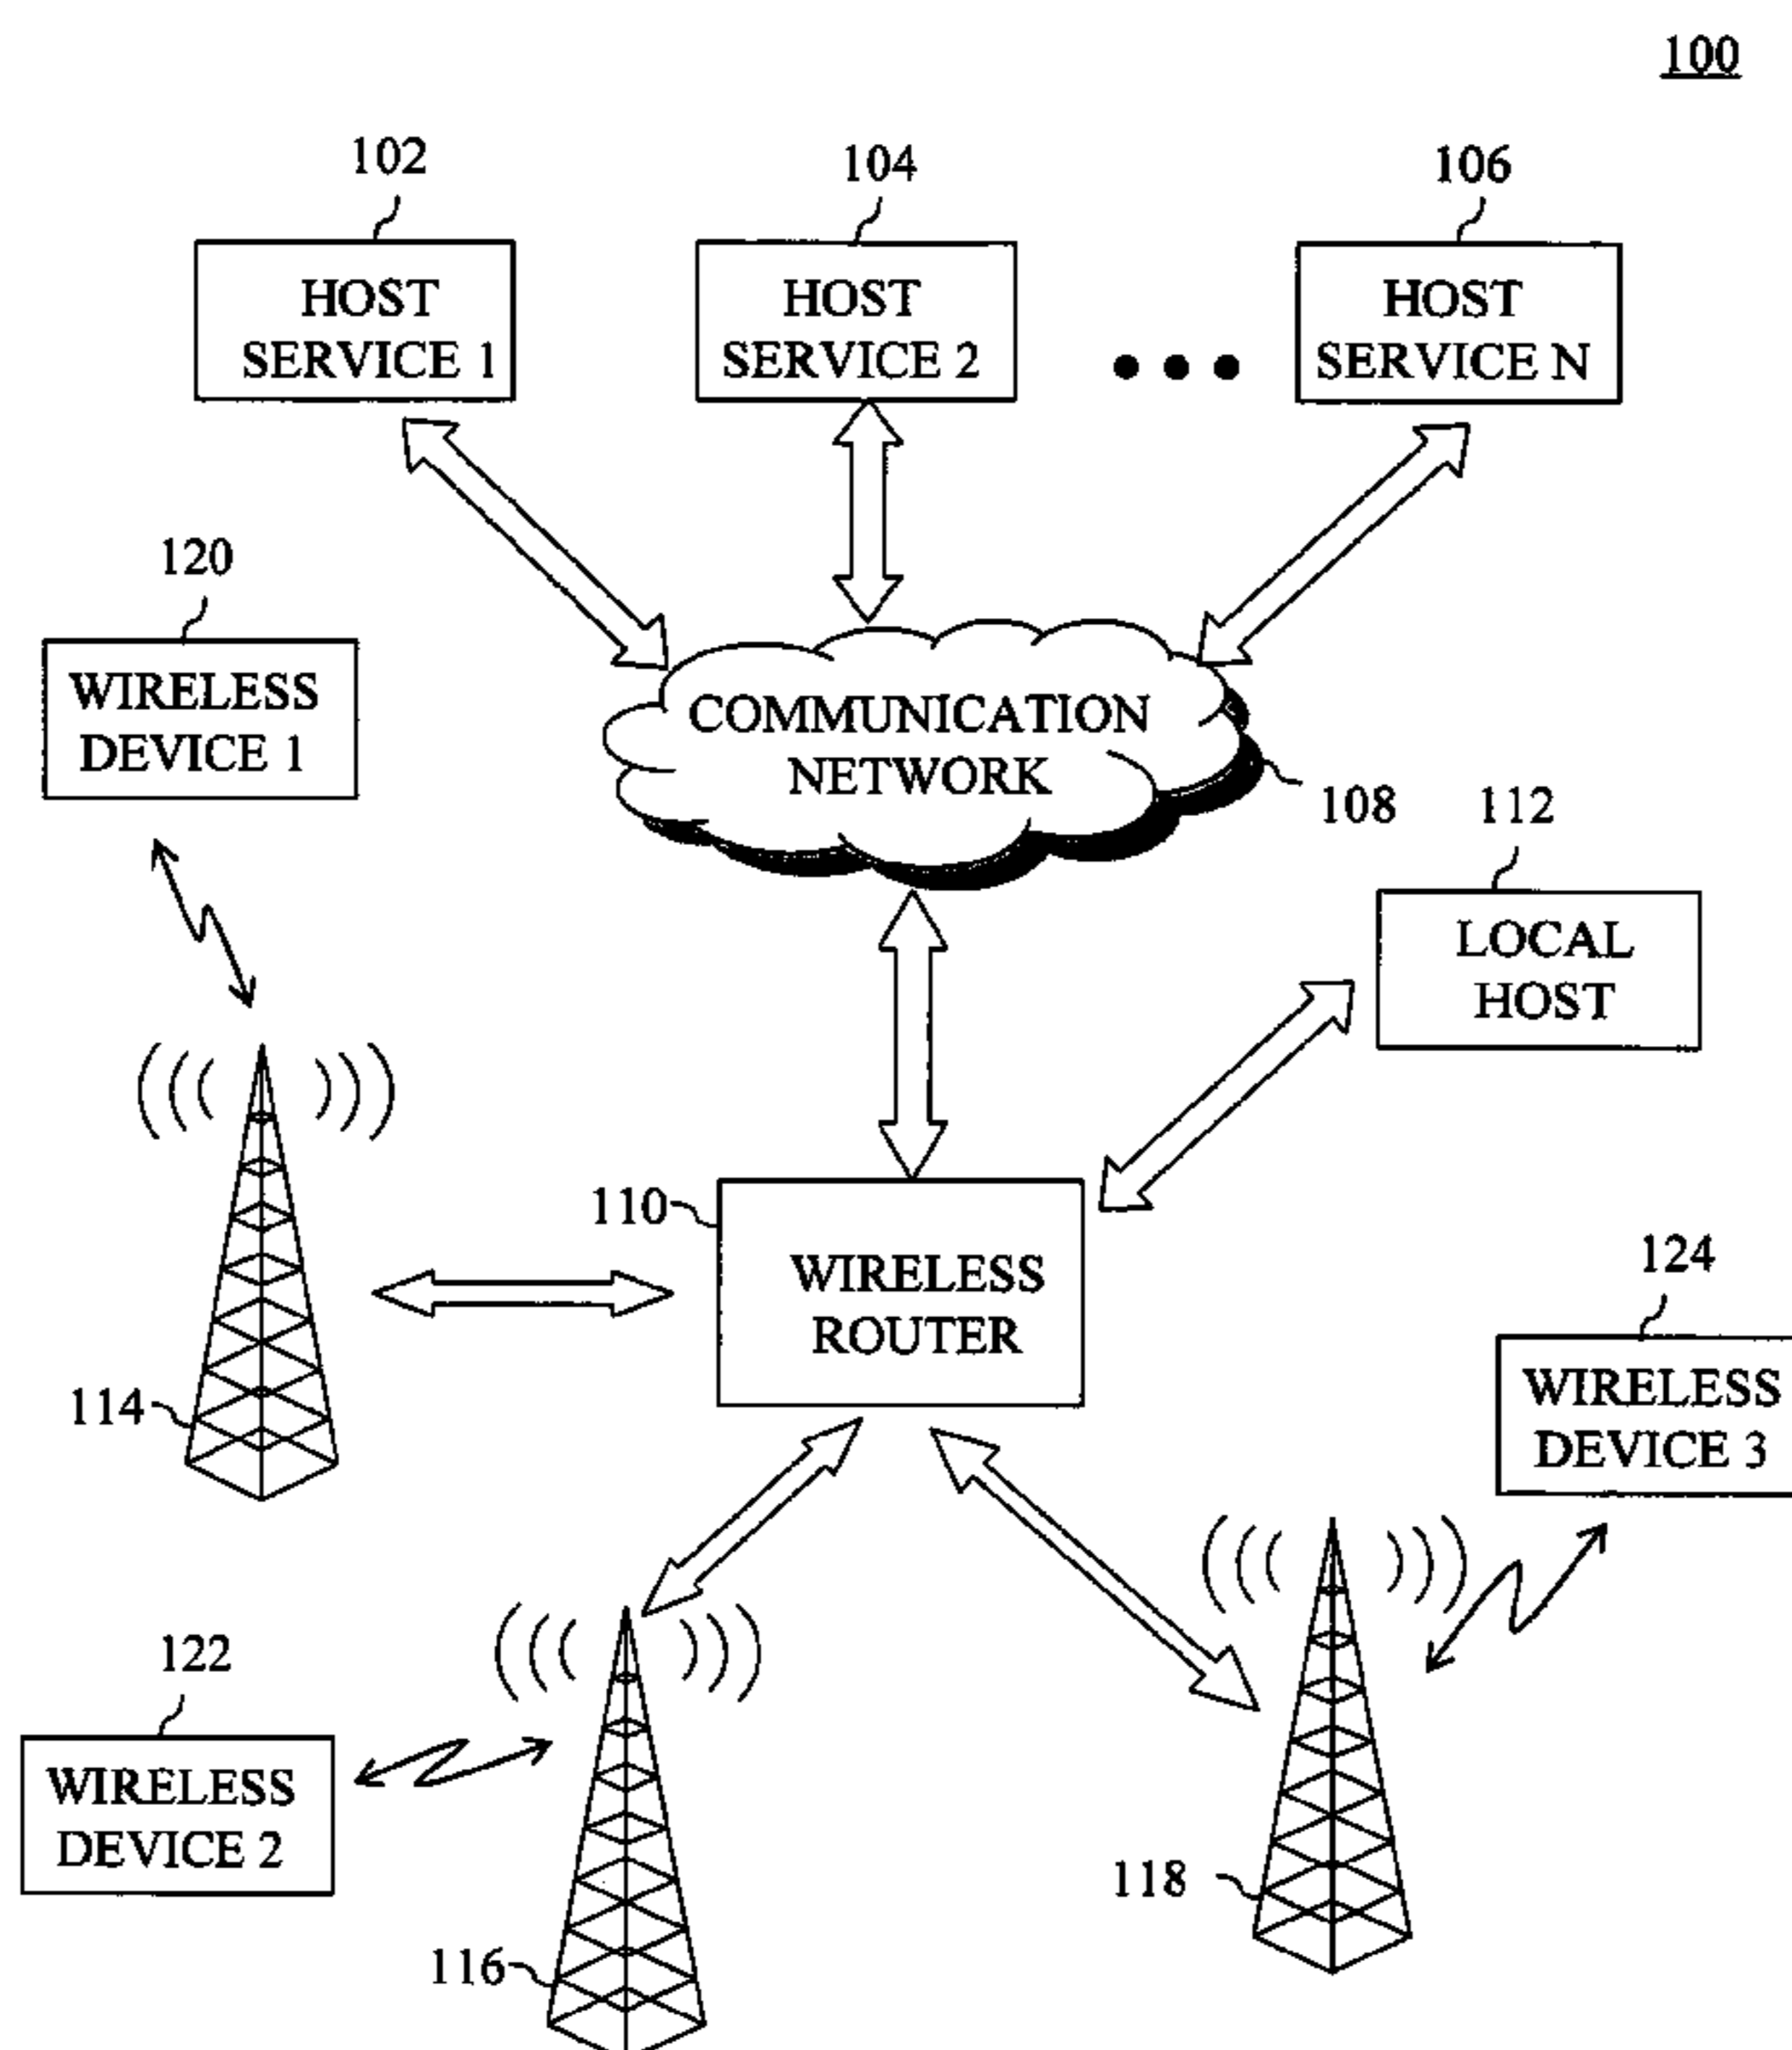 100
102
104
106
HOST
SERVICE 1
HOST
SERVICE 2
HOST
SERVICE N
120
WIRELESS
DEVICE 1
COMMUNICATION
NETWORK
108
112
LOCAL
HOST
110
WIRELESS
ROUTER
114
124
WIRELESS
DEVICE 3
122
WIRELESS
DEVICE 2
116
118